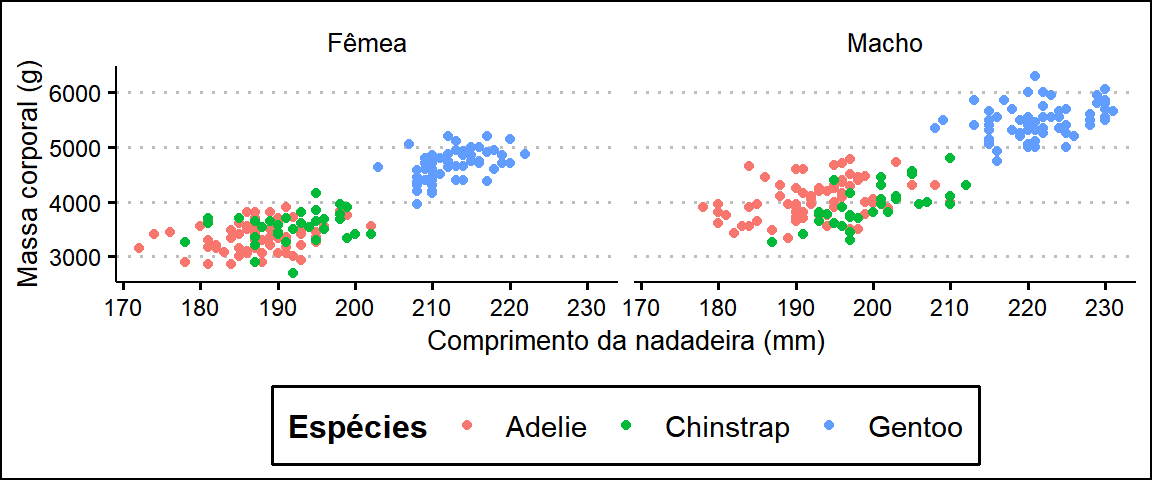 Fêmea Macho
Massa corporal (g)
6000
5000
4000
3000
170 180 190 200 210 220 230 170 180 190 200 210 220 230
Comprimento da nadadeira (mm)
Espécies Adelie Chinstrap Gentoo